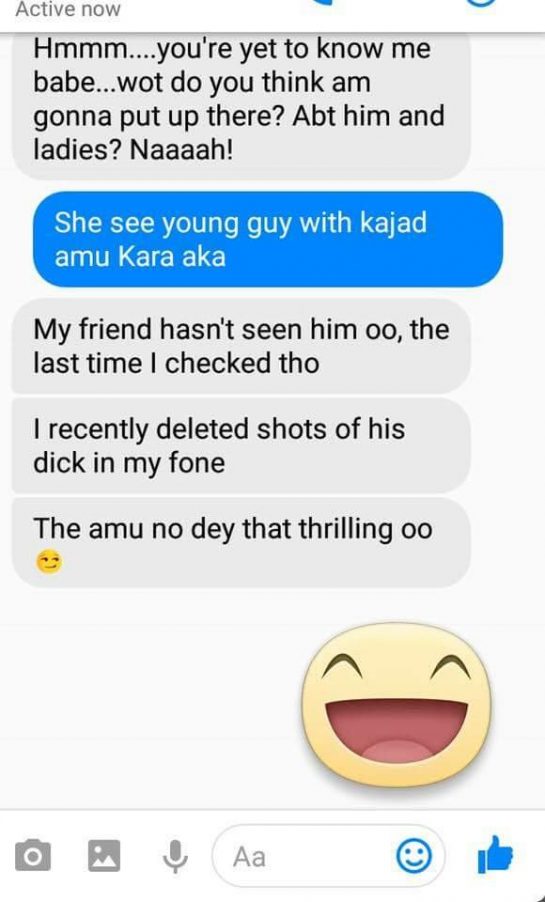 Active now
Hmmm....you're yet to know me
babe...wot do you think am
gonna put up there? Abt him and
ladies? Naaaah!
She see young guy with kajad
amu Kara aka
My friend hasn't seen him oo, the
last time I checked tho
I recently deleted shots of his
dick in my fone
The amu no dey that thrilling oo
😏
Aa